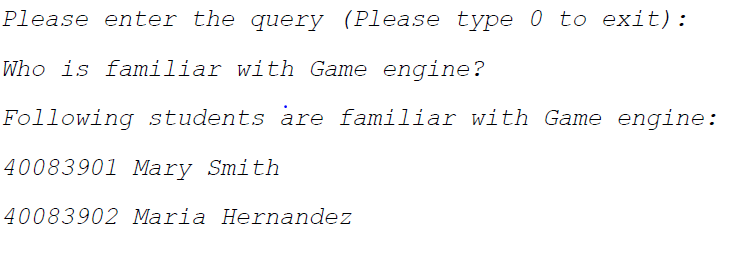 Please enter the query (Please type 0 to exit):
Who is familiar with Game engine?
Following students are familiar with Game engine:
40083901 Mary Smith
40083902 Maria Hernandez